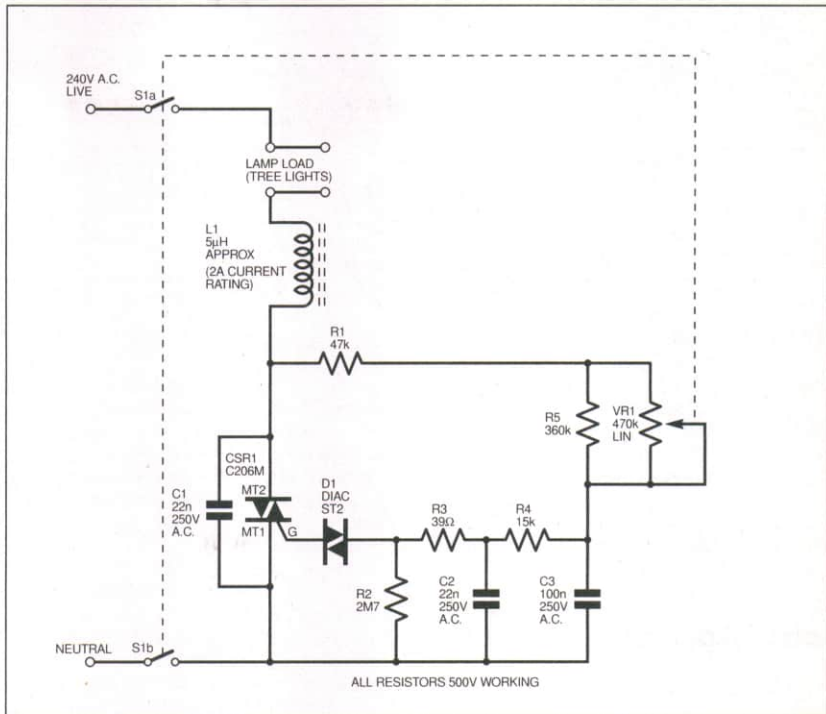 240V A.C.
LIVE
S1a
LAMP LOAD
(TREE LIGHTS)
L1
5µH
APPROX
(2A CURRENT
RATING)
R1
47k
R5
360k
VR1
470k
LIN
CSR1
C206M
C1
22n
250V
A.C.
MT2
MT1
G
D1
DIAC
ST2
R3
39Ω
R4
15k
R2
2M7
C2
22n
250V
A.C.
C3
100n
250V
A.C.
NEUTRAL
S1b
ALL RESISTORS 500V WORKING